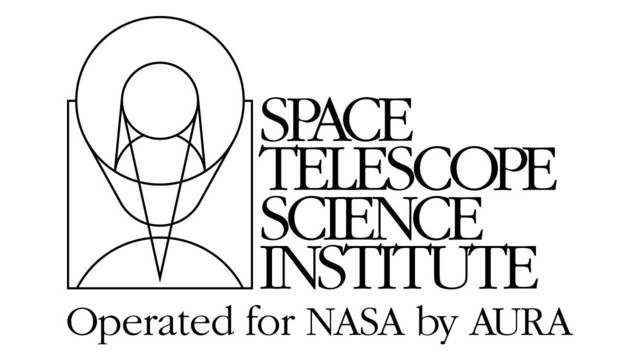 SPACE
TELESCOPE
SCIENCE
INSTITUTE
Operated for NASA by AURA